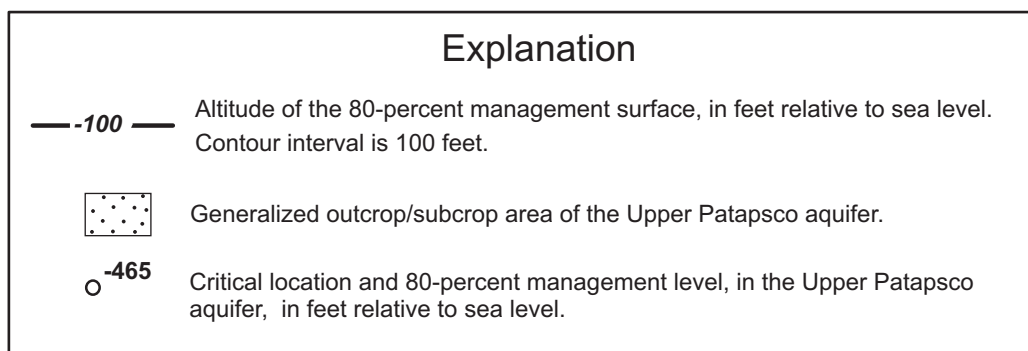 Explanation
-100
Altitude of the 80-percent management surface, in feet relative to sea level.
Contour interval is 100 feet.
Generalized outcrop/subcrop area of the Upper Patapsco aquifer.
-465
Critical location and 80-percent management level, in the Upper Patapsco
aquifer, in feet relative to sea level.